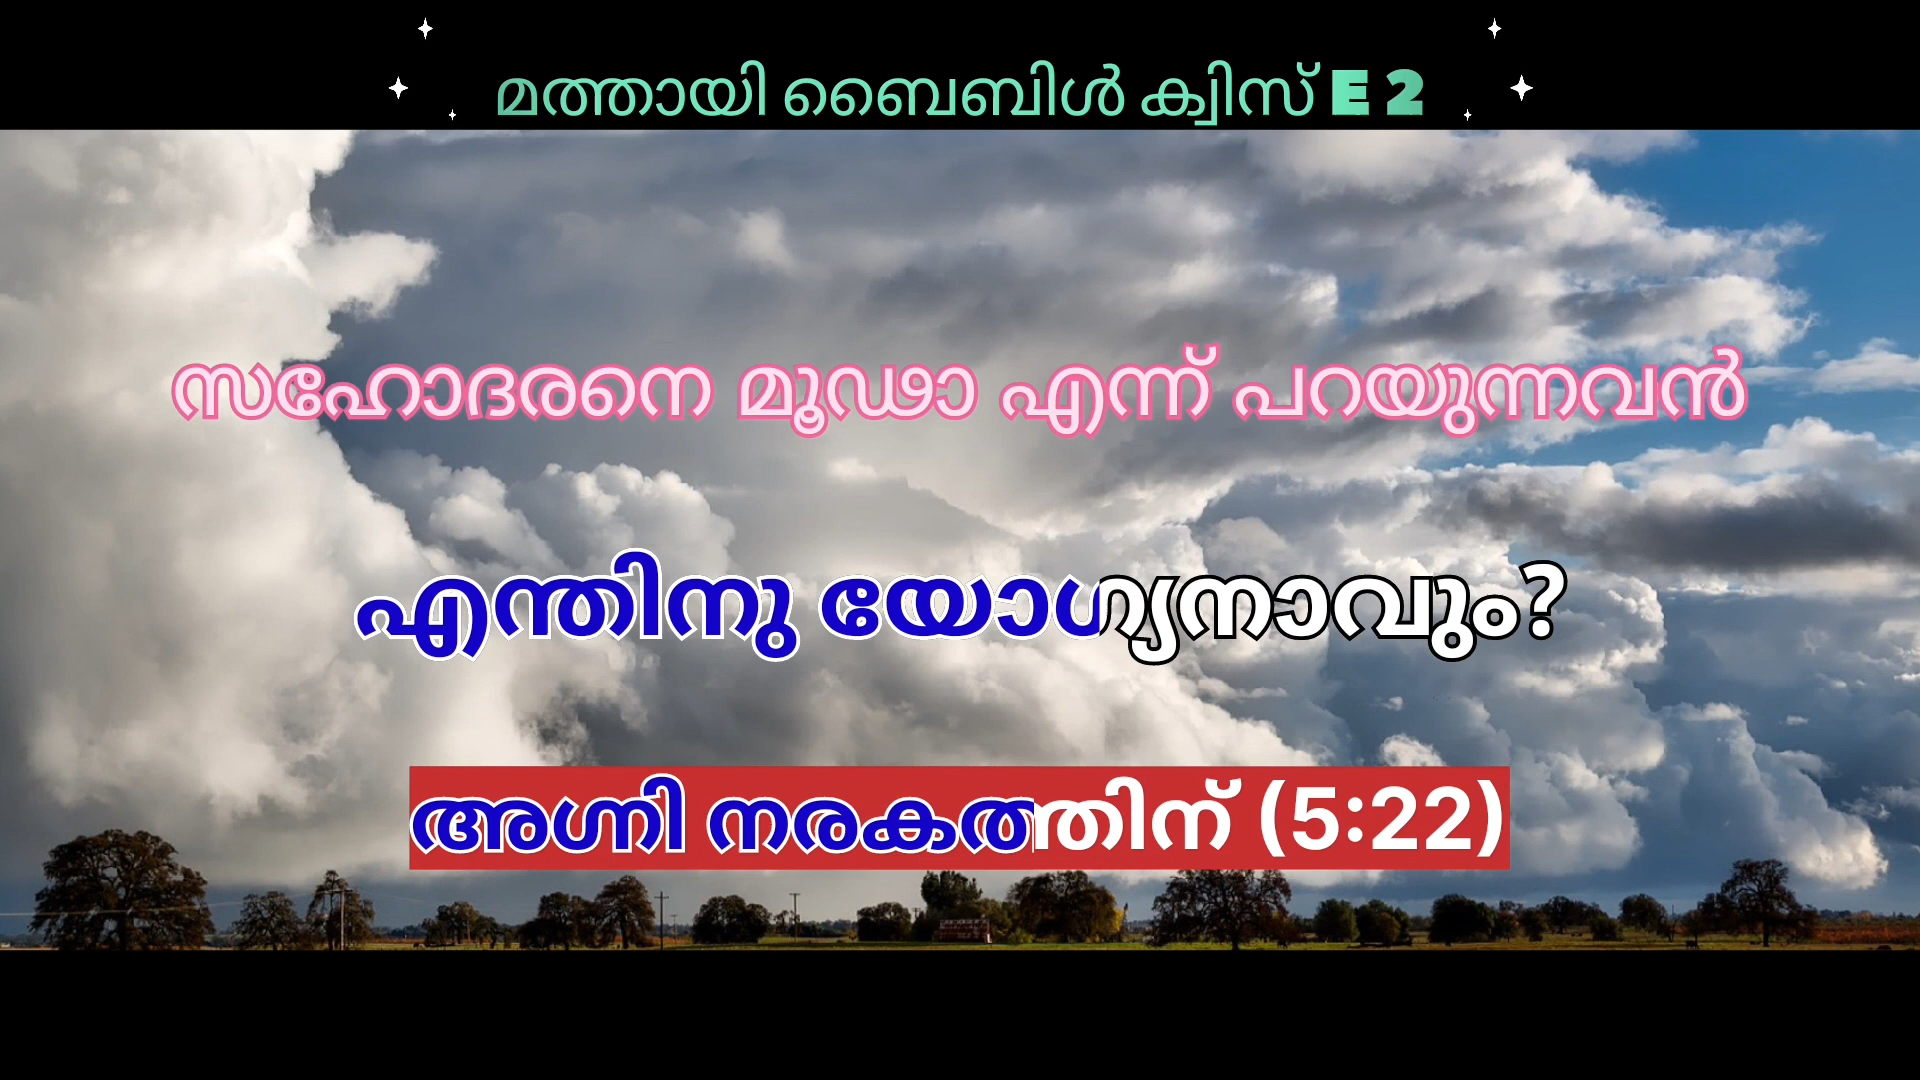 മത്തായി ബൈബിൾ ക്വിസ് E 2
സഹോദരനെ മൂഢാ എന്ന് പറയുന്നവൻ
എന്തിനു യോഗ്യനാവും?
അഗ്നി നരകത്തിന് (5:22)